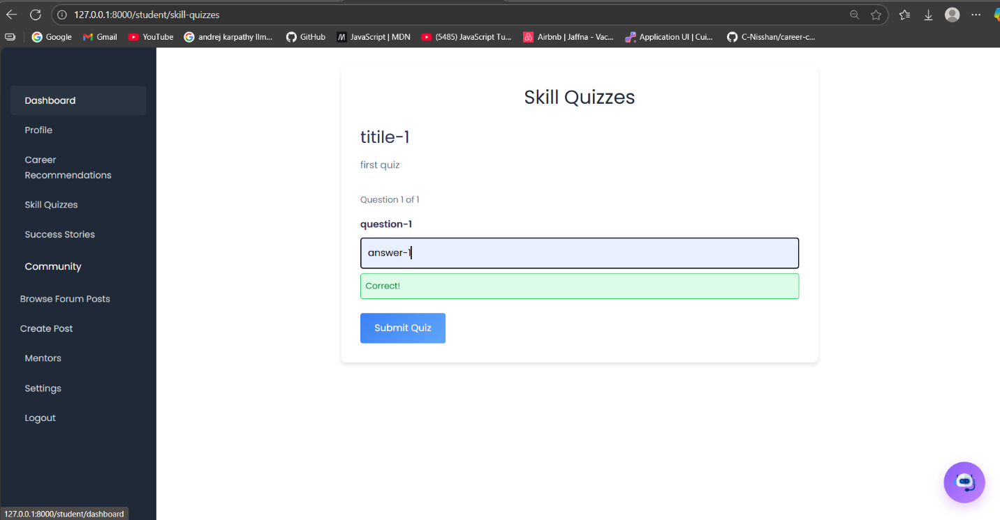 127.0.0.1:8000/student/skill-quizzes
Google
Gmail
YouTube
andrej karpathy llm...
GitHub
JavaScript | MDN
(5485) JavaScript Tu...
Airbnb | Jaffna - Vac...
Application UI | Cui...
C-Nisshan/career-c...
Dashboard
Profile
Career
Recommendations
Skill Quizzes
Success Stories
Community
Browse Forum Posts
Create Post
Mentors
Settings
Logout
Skill Quizzes
titile-1
first quiz
Question 1 of 1
question-1
answer-1
Correct!
Submit Quiz
127.0.0.1:8000/student/dashboard